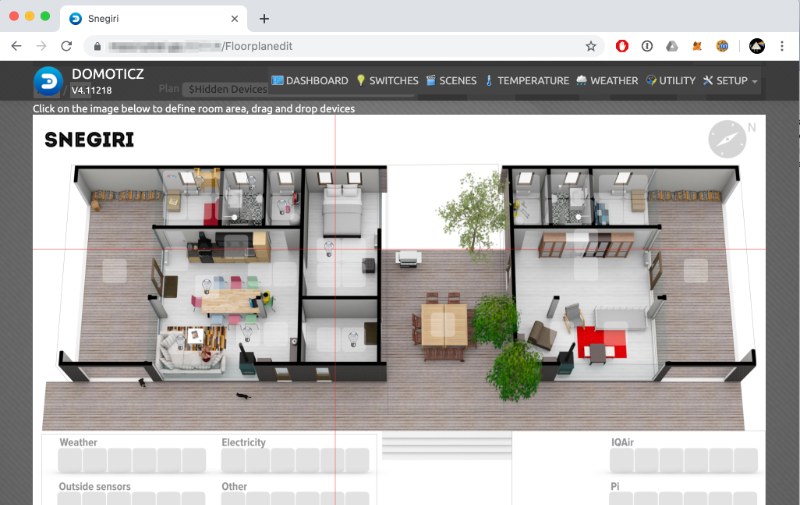 Snegiri
/Floorplanedit
DOMOTICZ
V4.11218
Plan
$Hidden Devices
DASHBOARD SWITCHES SCENES TEMPERATURE WEATHER UTILITY SETUP
Click on the image below to define room area, drag and drop devices
SNEGIRI
N
Weather
Electricity
IQAir
Outside sensors
Other
Pi